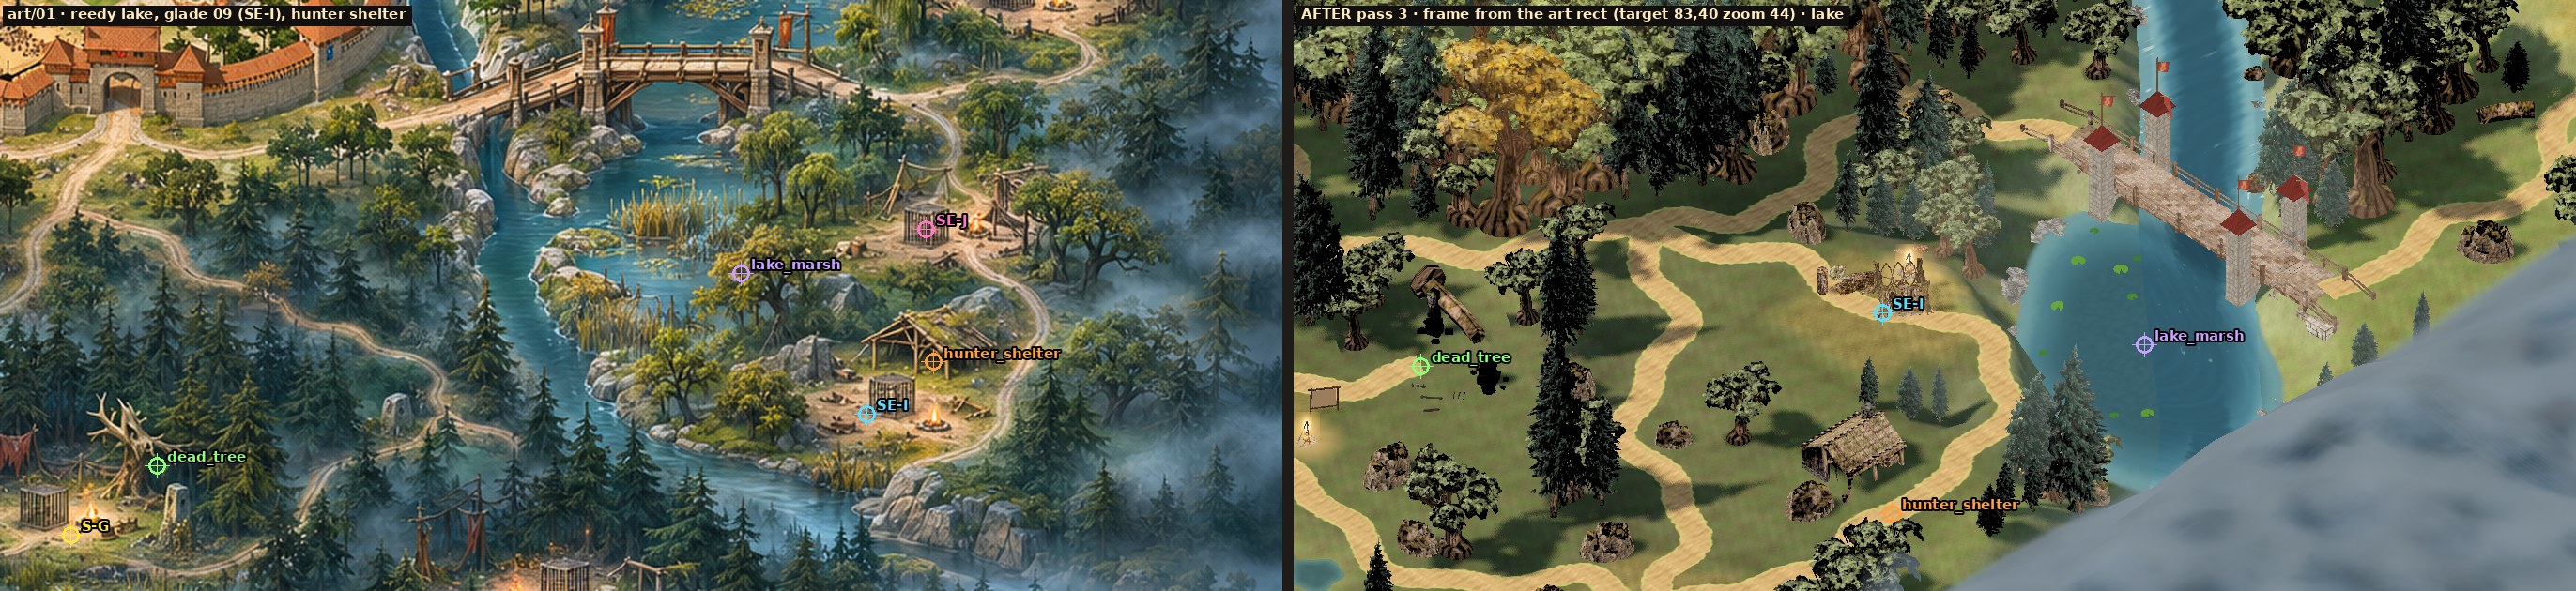 art/01 · reedy lake, glade 09 (SE-I), hunter shelter
SE-J
lake_marsh
hunter_shelter
SE-I
dead_tree
S-G
AFTER pass 3 · frame from the art rect (target 83,40 zoom 44) · lake
SE-I
lake_marsh
dead_tree
hunter_shelter